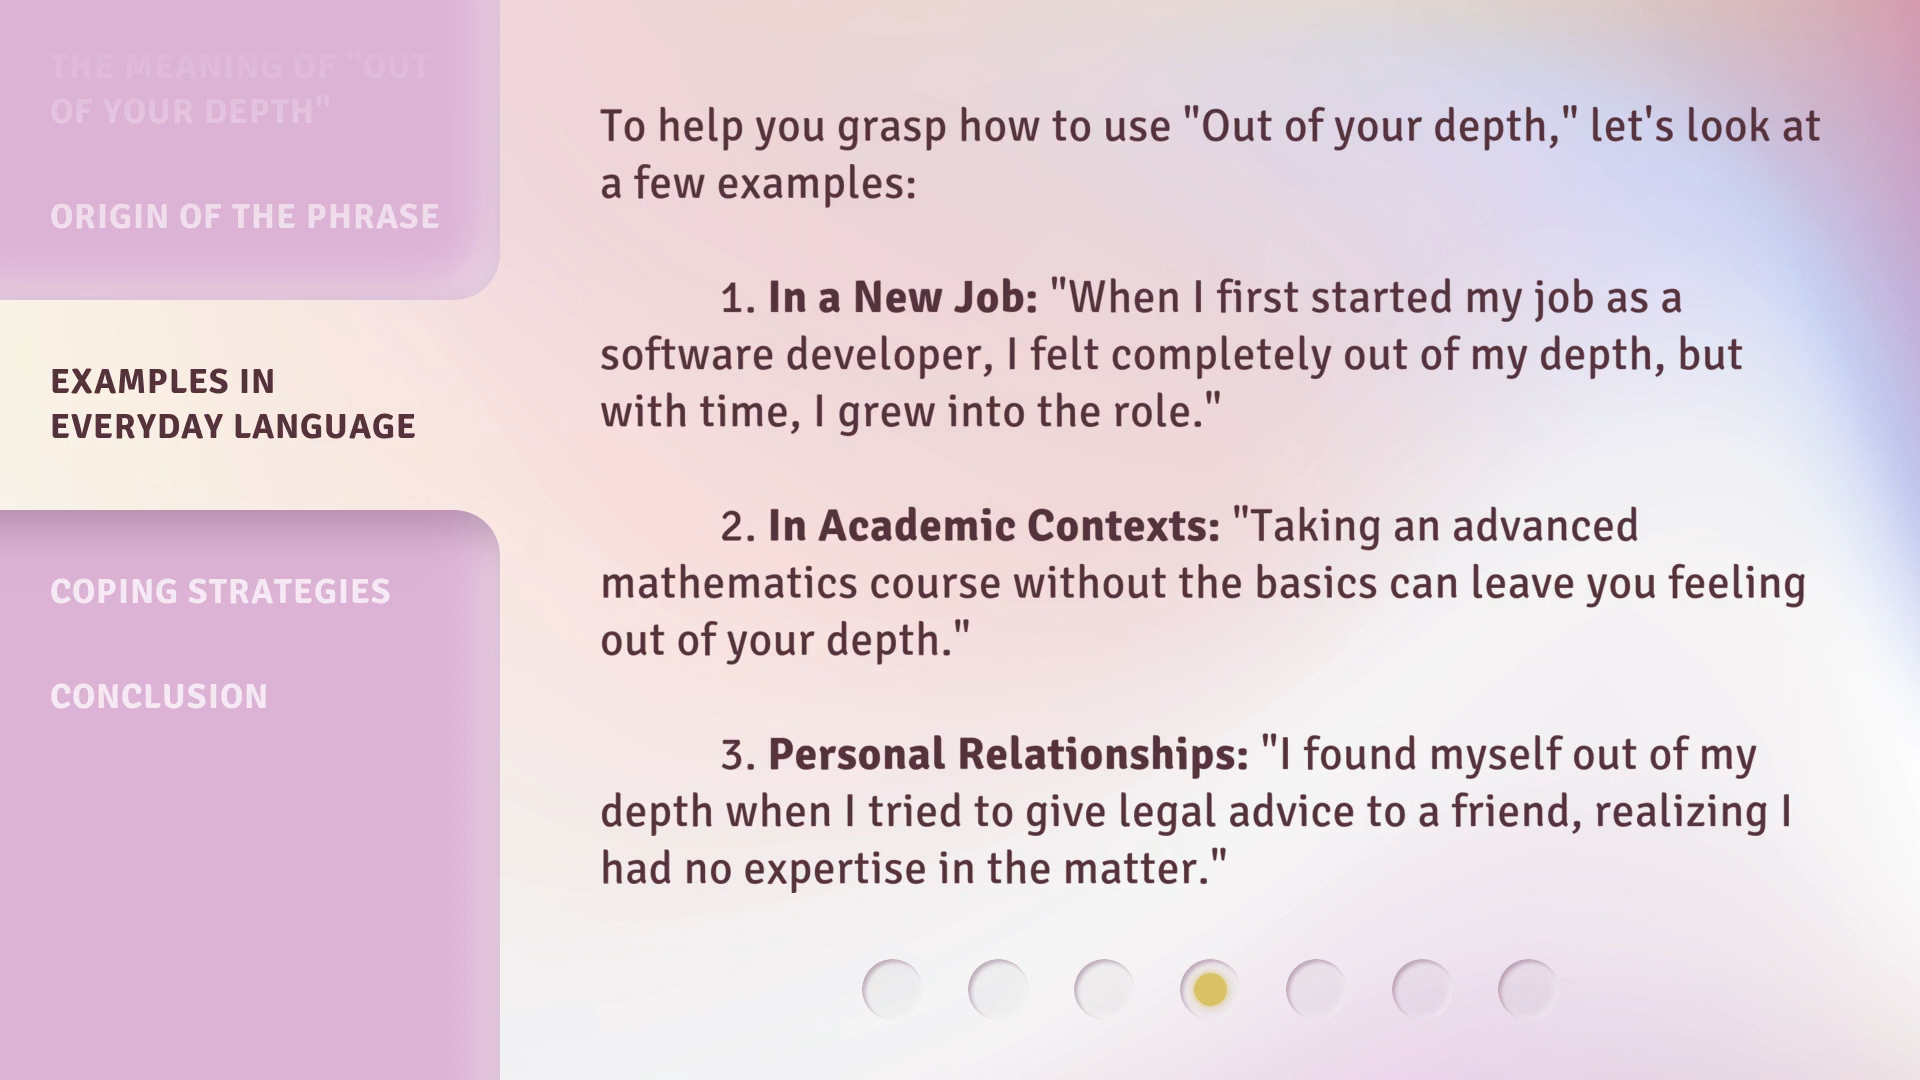 THE MEANING OF "OUT
OF YOUR DEPTH"
ORIGIN OF THE PHRASE
EXAMPLES IN
EVERYDAY LANGUAGE
COPING STRATEGIES
CONCLUSION
To help you grasp how to use "Out of your depth," let's look at
a few examples:
1. In a New Job: "When I first started my job as a
software developer, I felt completely out of my depth, but
with time, I grew into the role."
2. In Academic Contexts: "Taking an advanced
mathematics course without the basics can leave you feeling
out of your depth."
3. Personal Relationships: "I found myself out of my
depth when I tried to give legal advice to a friend, realizing I
had no expertise in the matter."